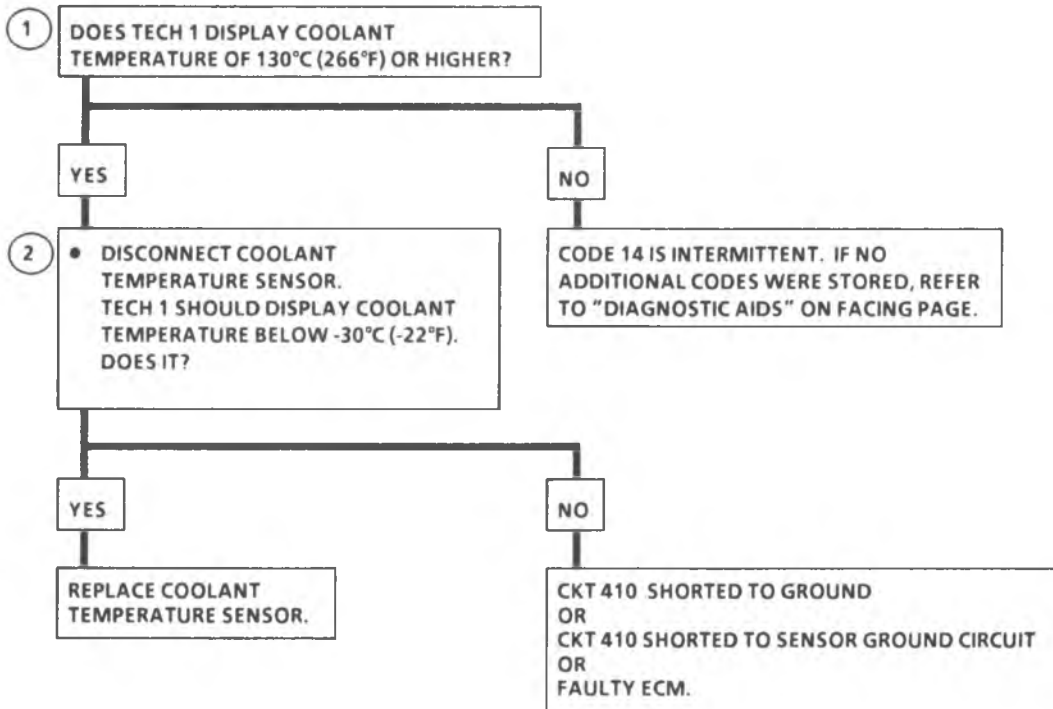 1
DOES TECH 1 DISPLAY COOLANT
TEMPERATURE OF 130°C (266°F) OR HIGHER?
YES
NO
2
• DISCONNECT COOLANT
TEMPERATURE SENSOR.
TECH 1 SHOULD DISPLAY COOLANT
TEMPERATURE BELOW -30°C (-22°F).
DOES IT?
CODE 14 IS INTERMITTENT. IF NO
ADDITIONAL CODES WERE STORED, REFER
TO "DIAGNOSTIC AIDS" ON FACING PAGE.
YES
NO
REPLACE COOLANT
TEMPERATURE SENSOR.
CKT 410 SHORTED TO GROUND
OR
CKT 410 SHORTED TO SENSOR GROUND CIRCUIT
OR
FAULTY ECM.